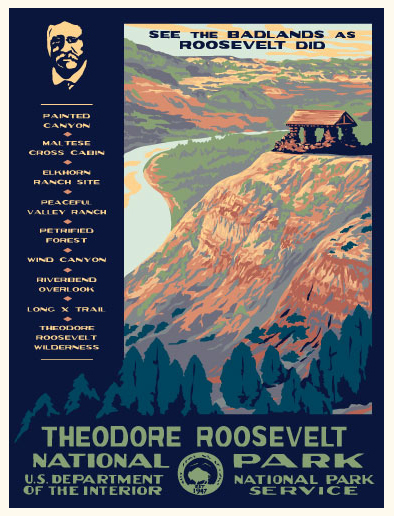 SEE THE BADLANDS AS
ROOSEVELT DID
PAINTED
CANYON
MALTESE
CROSS CABIN
ELKHORN
RANCH SITE
PEACEFUL
VALLEY RANCH
PETRIFIED
FOREST
WIND CANYON
RIVERBEND
OVERLOOK
LONG X TRAIL
THEODORE
ROOSEVELT
WILDERNESS
THEODORE ROOSEVELT
NATIONAL PARK
U.S. DEPARTMENT
OF THE INTERIOR
EST
1947
NATIONAL PARK
SERVICE